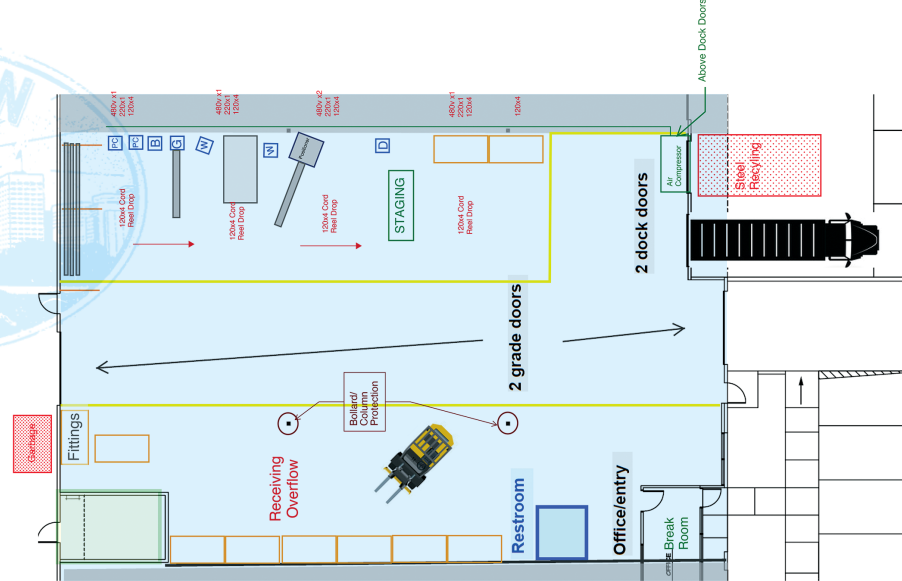 Above Dock Doors
480v x1
220x1
120x4
480v x1
220x1
120x4
480v x2
220x1
120x4
480v x1
220x1
120x4
120x4
PC
PC
B
G
W
W
Positioner
D
Air
Compressor
Steel
Recyling
120x4 Cord
Reel Drop
120x4 Cord
Reel Drop
120x4 Cord
Reel Drop
STAGING
120x4 Cord
Reel Drop
2 dock doors
2 grade doors
Garbage
Fittings
Bollard/
Column
Protection
Receiving
Overflow
Restroom
Office/entry
OFFICE
Break
Room